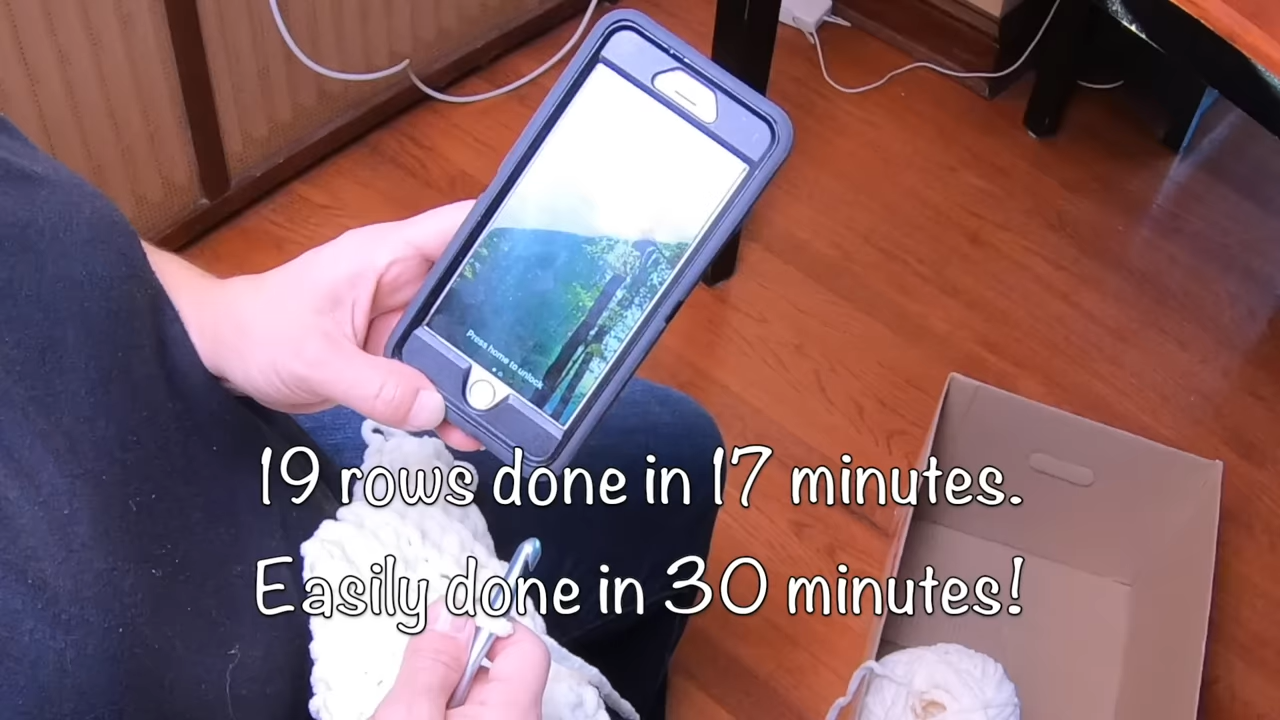 Press home to unlock
19 rows done in 17 minutes.
Easily done in 30 minutes!